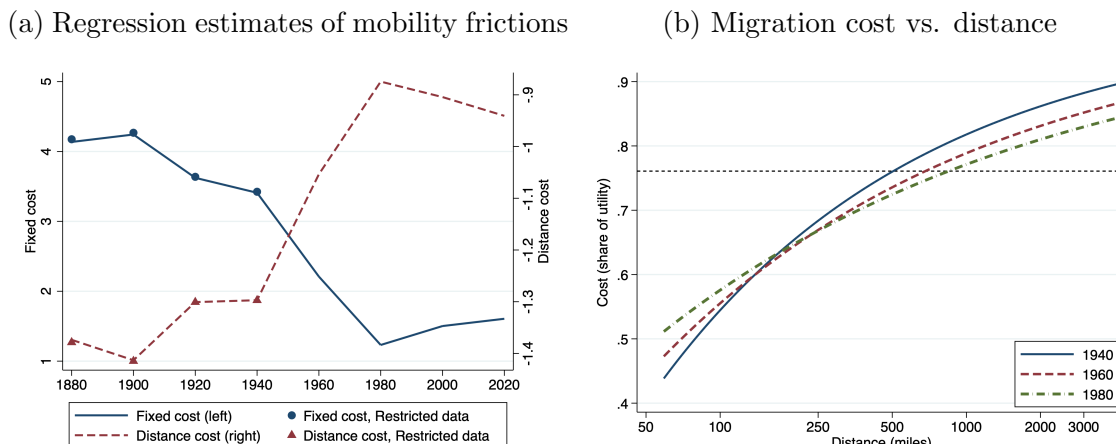 (a) Regression estimates of mobility frictions
(b) Migration cost vs. distance
5
4
3
2
1
Fixed cost
-.9
-1
-1.1
-1.2
-1.3
-1.4
Distance cost
1880 1900 1920 1940 1960 1980 2000 2020
Fixed cost (left)
Fixed cost, Restricted data
Distance cost (right)
Distance cost, Restricted data
.9
.8
.7
.6
.5
.4
Cost (share of utility)
50 100 250 500 1000 2000 3000
Distance (miles)
1940
1960
1980